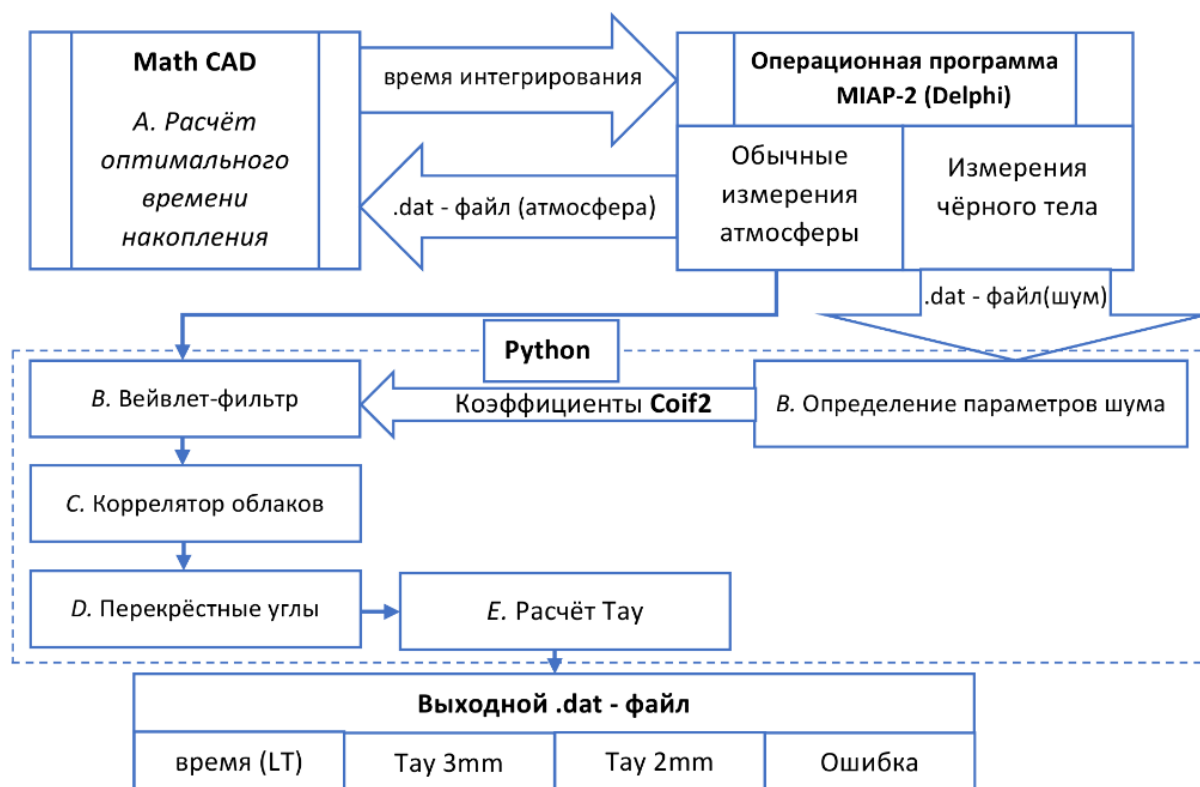 Math CAD
A. Расчёт
оптимального
времени
накопления
время интегрирования
.dat - файл (атмосфера)
Операционная программа
MIAP-2 (Delphi)
Обычные
измерения
атмосферы
Измерения
чёрного тела
.dat - файл(шум)
Python
B. Вейвлет-фильтр
Коэффициенты Coif2
B. Определение параметров шума
C. Коррелятор облаков
D. Перекрёстные углы
E. Расчёт Тау
Выходной .dat - файл
время (LT)
Тау 3mm
Тау 2mm
Ошибка